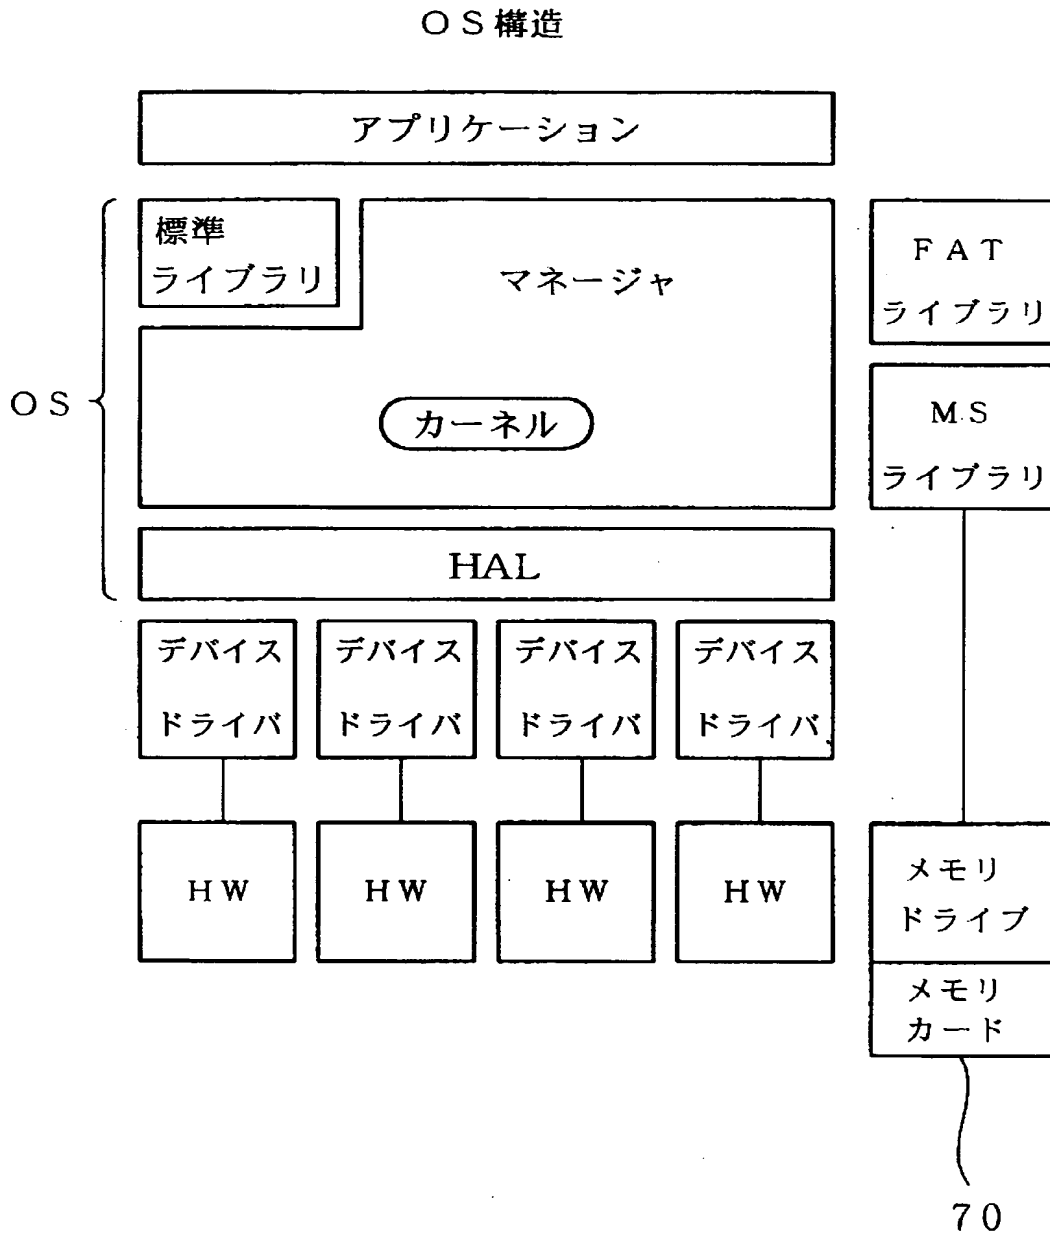 ＯＳ構造
アプリケーション
標準
ライブラリ
マネージャ
ＦＡＴ
ライブラリ
ＯＳ
カーネル
ＭＳ
ライブラリ
HAL
デバイス
ドライバ
デバイス
ドライバ
デバイス
ドライバ
デバイス
ドライバ
ＨＷ
ＨＷ
ＨＷ
ＨＷ
メモリ
ドライブ
メモリ
カード
７０